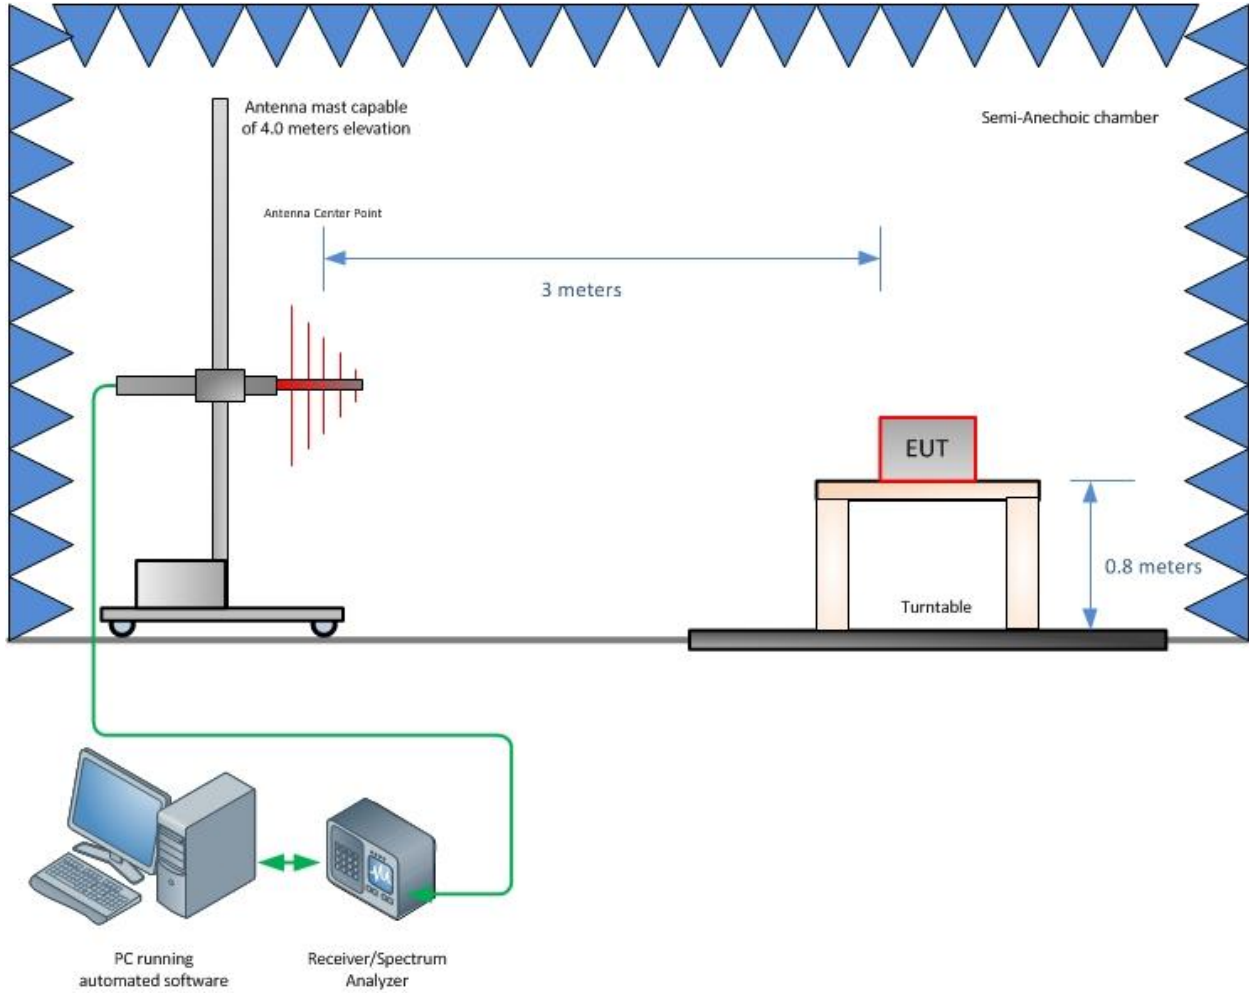 Antenna mast capable
of 4.0 meters elevation
Semi-Anechoic chamber
Antenna Center Point
3 meters
EUT
0.8 meters
Turntable
PC running
automated software
Receiver/Spectrum
Analyzer